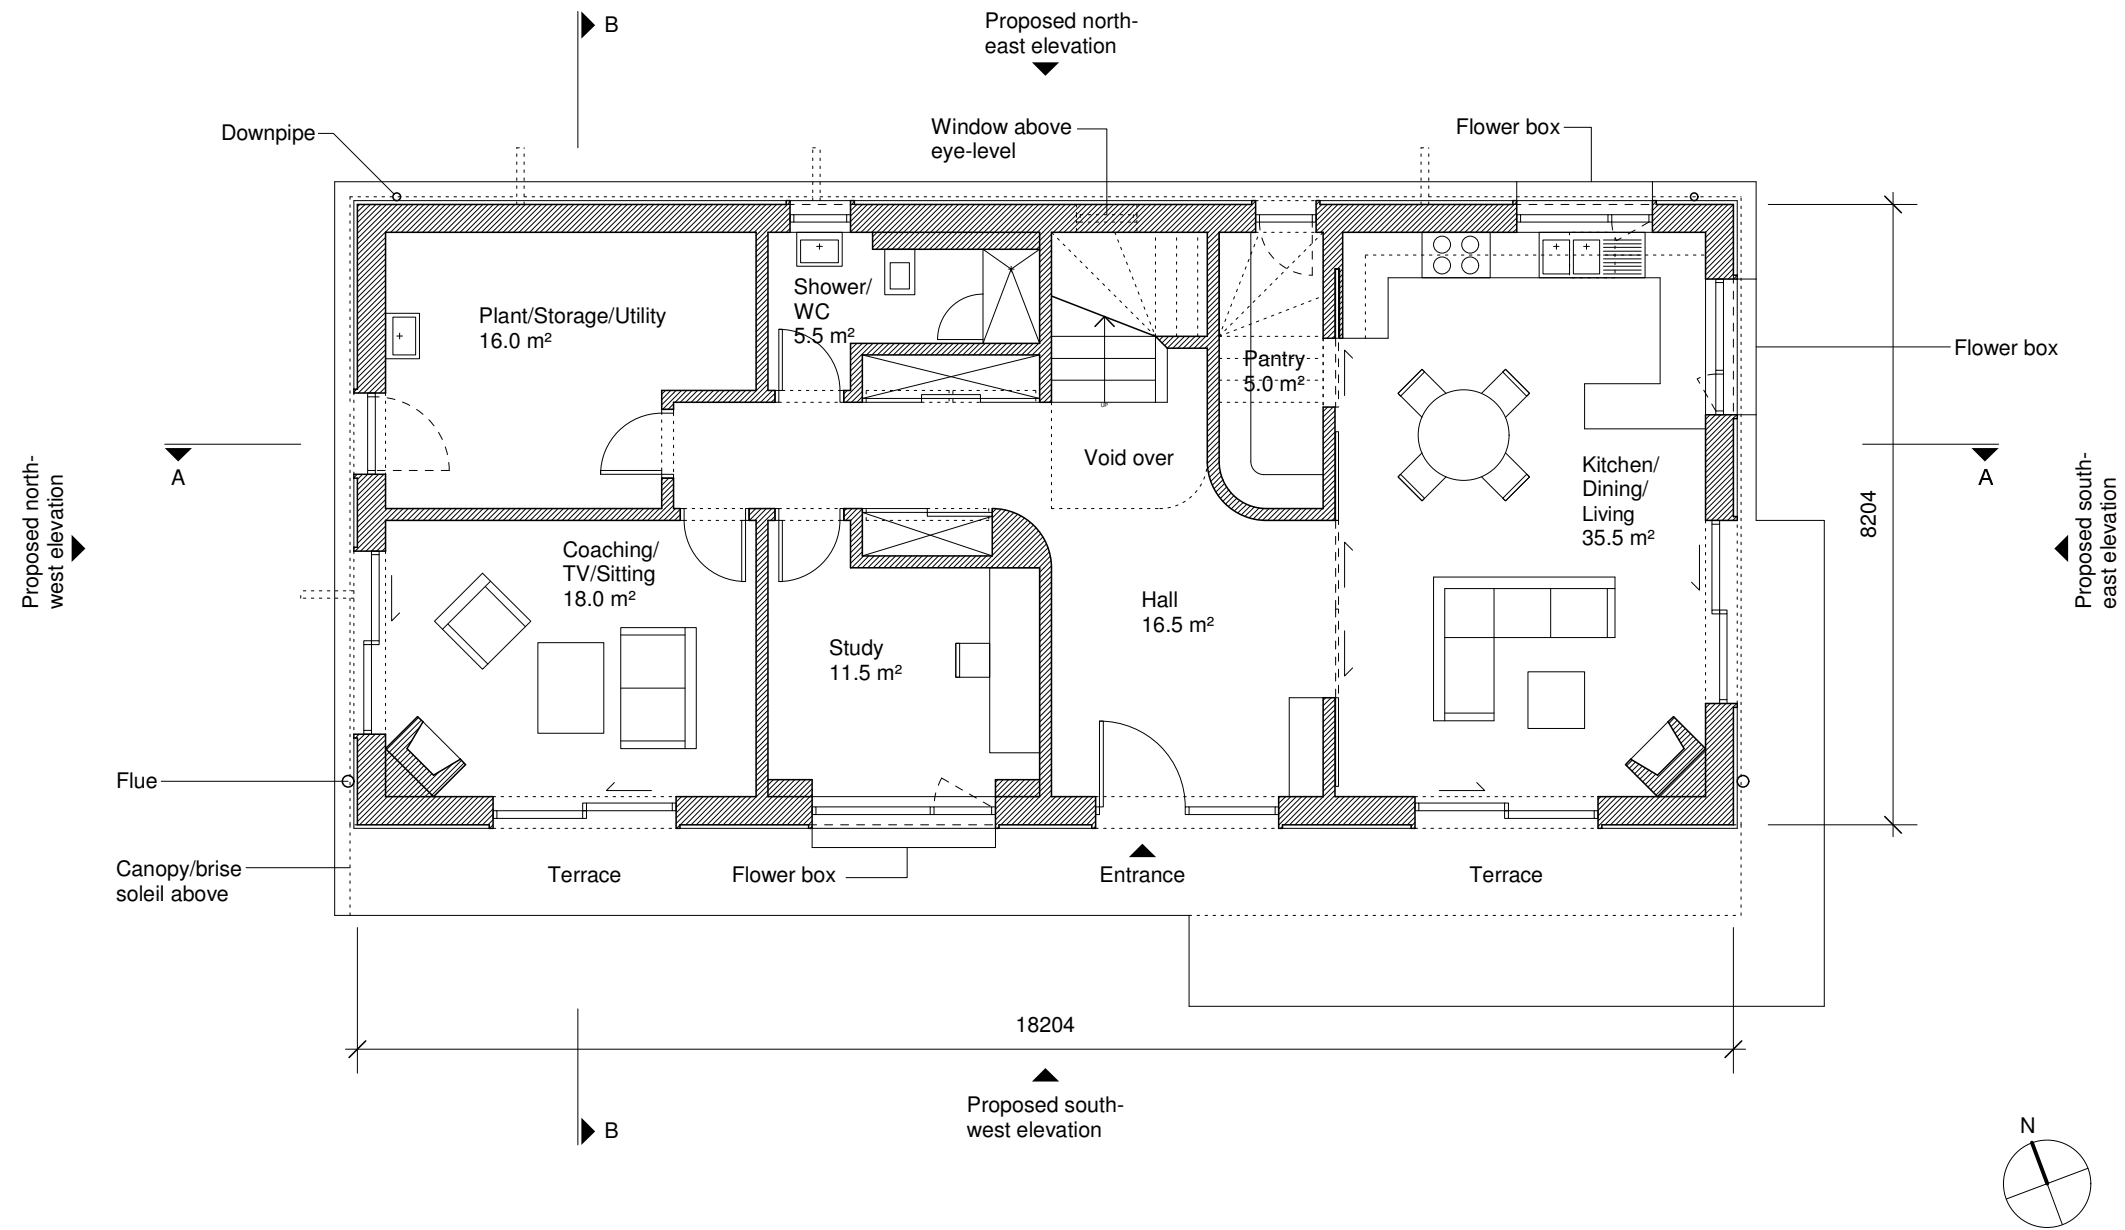 B
Proposed north-
east elevation
Downpipe
Window above
eye-level
Flower box
Plant/Storage/Utility
16.0 m²
Shower/
WC
5.5 m²
UP
Pantry
5.0 m²
Flower box
A
Void over
Kitchen/
Dining/
Living
35.5 m²
A
8204
Proposed north-
west elevation
Proposed south-
east elevation
Coaching/
TV/Sitting
18.0 m²
Study
11.5 m²
Hall
16.5 m²
Flue
Canopy/brise
soleil above
Terrace
Flower box
Entrance
Terrace
18204
Proposed south-
west elevation
B
N